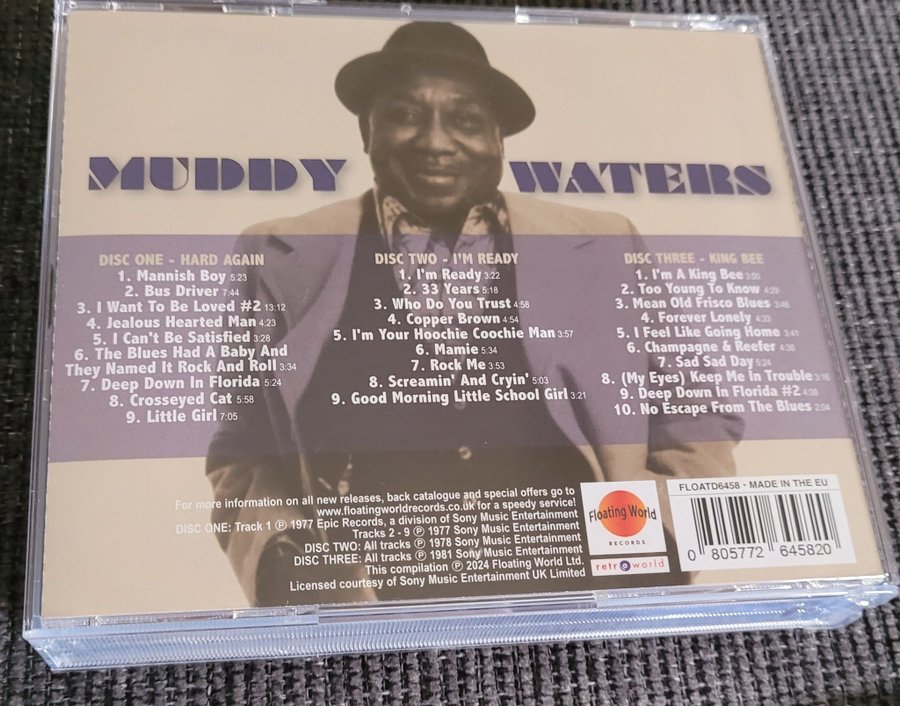 MUDDY WATERS
DISC ONE - HARD AGAIN
1. Mannish Boy 5:23
2. Bus Driver 7:44
3. I Want To Be Loved #2 13:12
4. Jealous Hearted Man 4:23
5. I Can't Be Satisfied 3:28
6. The Blues Had A Baby And
They Named It Rock And Roll 3:34
7. Deep Down In Florida 5:24
8. Crosseyed Cat 5:58
9. Little Girl 7:05
DISC TWO - I'M READY
1. I'm Ready 3:22
2. 33 Years 5:18
3. Who Do You Trust 4:58
4. Copper Brown 4:54
5. I'm Your Hoochie Coochie Man 3:57
6. Mamie 5:34
7. Rock Me 3:53
8. Screamin' And Cryin' 5:03
9. Good Morning Little School Girl 3:21
DISC THREE - KING BEE
1. I'm A King Bee 3:50
2. Too Young To Know 4:29
3. Mean Old Frisco Blues 3:48
4. Forever Lonely 4:33
5. I Feel Like Going Home 3:41
6. Champagne & Reefer 4:36
7. Sad Sad Day 5:24
8. (My Eyes) Keep Me In Trouble 3:16
9. Deep Down In Florida #2 4:08
10. No Escape From The Blues 2:04
For more information on all new releases, back catalogue and special offers go to
www.floatingworldrecords.co.uk for a speedy service!
DISC ONE: Track 1 ℗ 1977 Epic Records, a division of Sony Music Entertainment
Tracks 2 - 9 ℗ 1977 Sony Music Entertainment
DISC TWO: All tracks ℗ 1978 Sony Music Entertainment
DISC THREE: All tracks ℗ 1981 Sony Music Entertainment
This compilation ℗ 2024 Floating World Ltd.
Licensed courtesy of Sony Music Entertainment UK Limited
Floating World
RECORDS
retroworld
FLOATD6458 • MADE IN THE EU
0 805772 645820